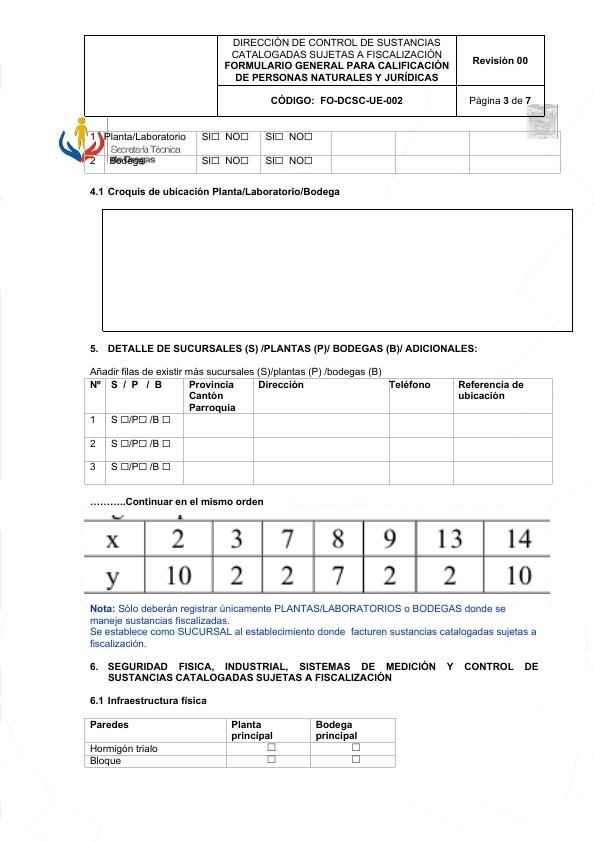 DIRECCIÓN DE CONTROL DE SUSTANCIAS
CATALOGADAS SUJETAS A FISCALIZACIÓN
FORMULARIO GENERAL PARA CALIFICACIÓN
DE PERSONAS NATURALES Y JURÍDICAS
Revisión 00
CÓDIGO: FO-DCSC-UE-002
Página 3 de 7
1 Planta/Laboratorio SI☐ NO☐ SI☐ NO☐
Secretaría Técnica
de Drogas
2 Bodega SI☐ NO☐ SI☐ NO☐
4.1 Croquis de ubicación Planta/Laboratorio/Bodega
5. DETALLE DE SUCURSALES (S) /PLANTAS (P)/ BODEGAS (B)/ ADICIONALES:
Añadir filas de existir más sucursales (S)/plantas (P) /bodegas (B)
Nº S / P / B Provincia Cantón Parroquia Dirección Teléfono Referencia de ubicación
1 S ☐/P☐ /B ☐
2 S ☐/P☐ /B ☐
3 S ☐/P☐ /B ☐
………..Continuar en el mismo orden
x 2 3 7 8 9 13 14
y 10 2 2 7 2 2 10
Nota: Sólo deberán registrar únicamente PLANTAS/LABORATORIOS o BODEGAS donde se
maneje sustancias fiscalizadas.
Se establece como SUCURSAL al establecimiento donde facturen sustancias catalogadas sujetas a
fiscalización.
6. SEGURIDAD FISICA, INDUSTRIAL, SISTEMAS DE MEDICIÓN Y CONTROL DE
SUSTANCIAS CATALOGADAS SUJETAS A FISCALIZACIÓN
6.1 Infraestructura física
Paredes Planta principal Bodega principal
Hormigón trialo ☐ ☐
Bloque ☐ ☐